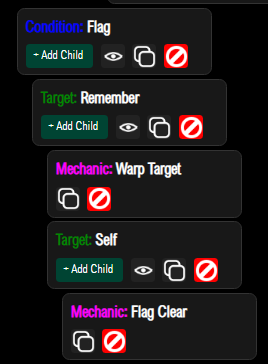 Condition: Flag
+ Add Child
Target: Remember
+ Add Child
Mechanic: Warp Target
Target: Self
+ Add Child
Mechanic: Flag Clear